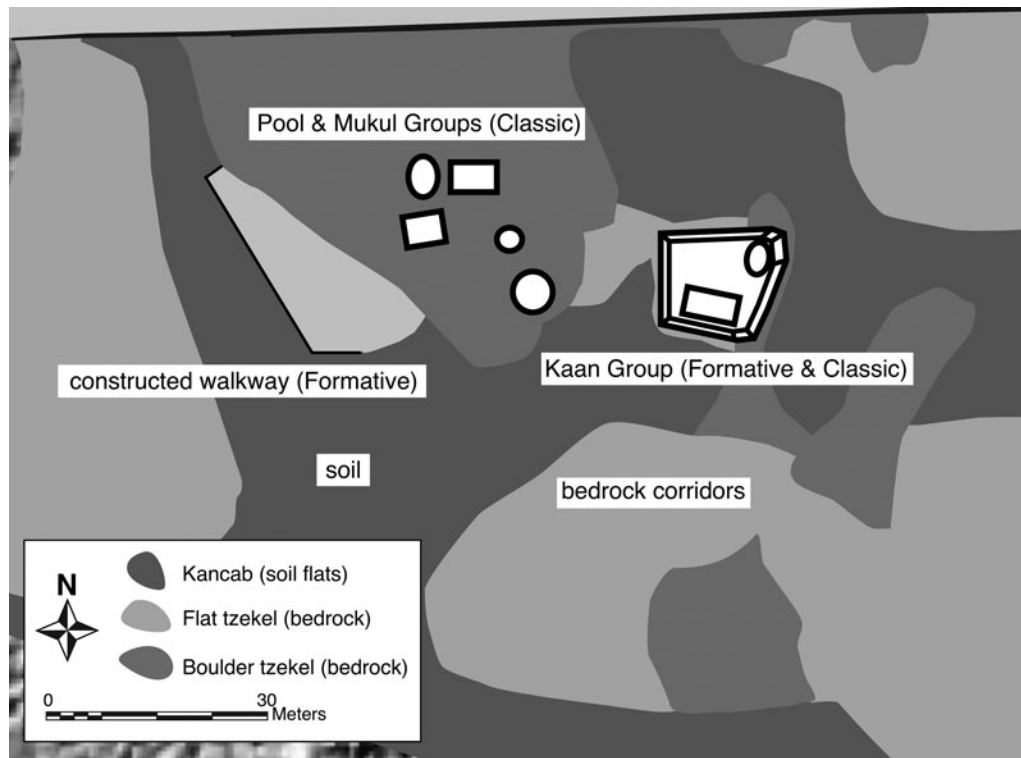 Pool & Mukul Groups (Classic)
constructed walkway (Formative)
Kaan Group (Formative & Classic)
soil
bedrock corridors
N
Kancab (soil flats)
Flat tzekel (bedrock)
Boulder tzekel (bedrock)
0 30
Meters